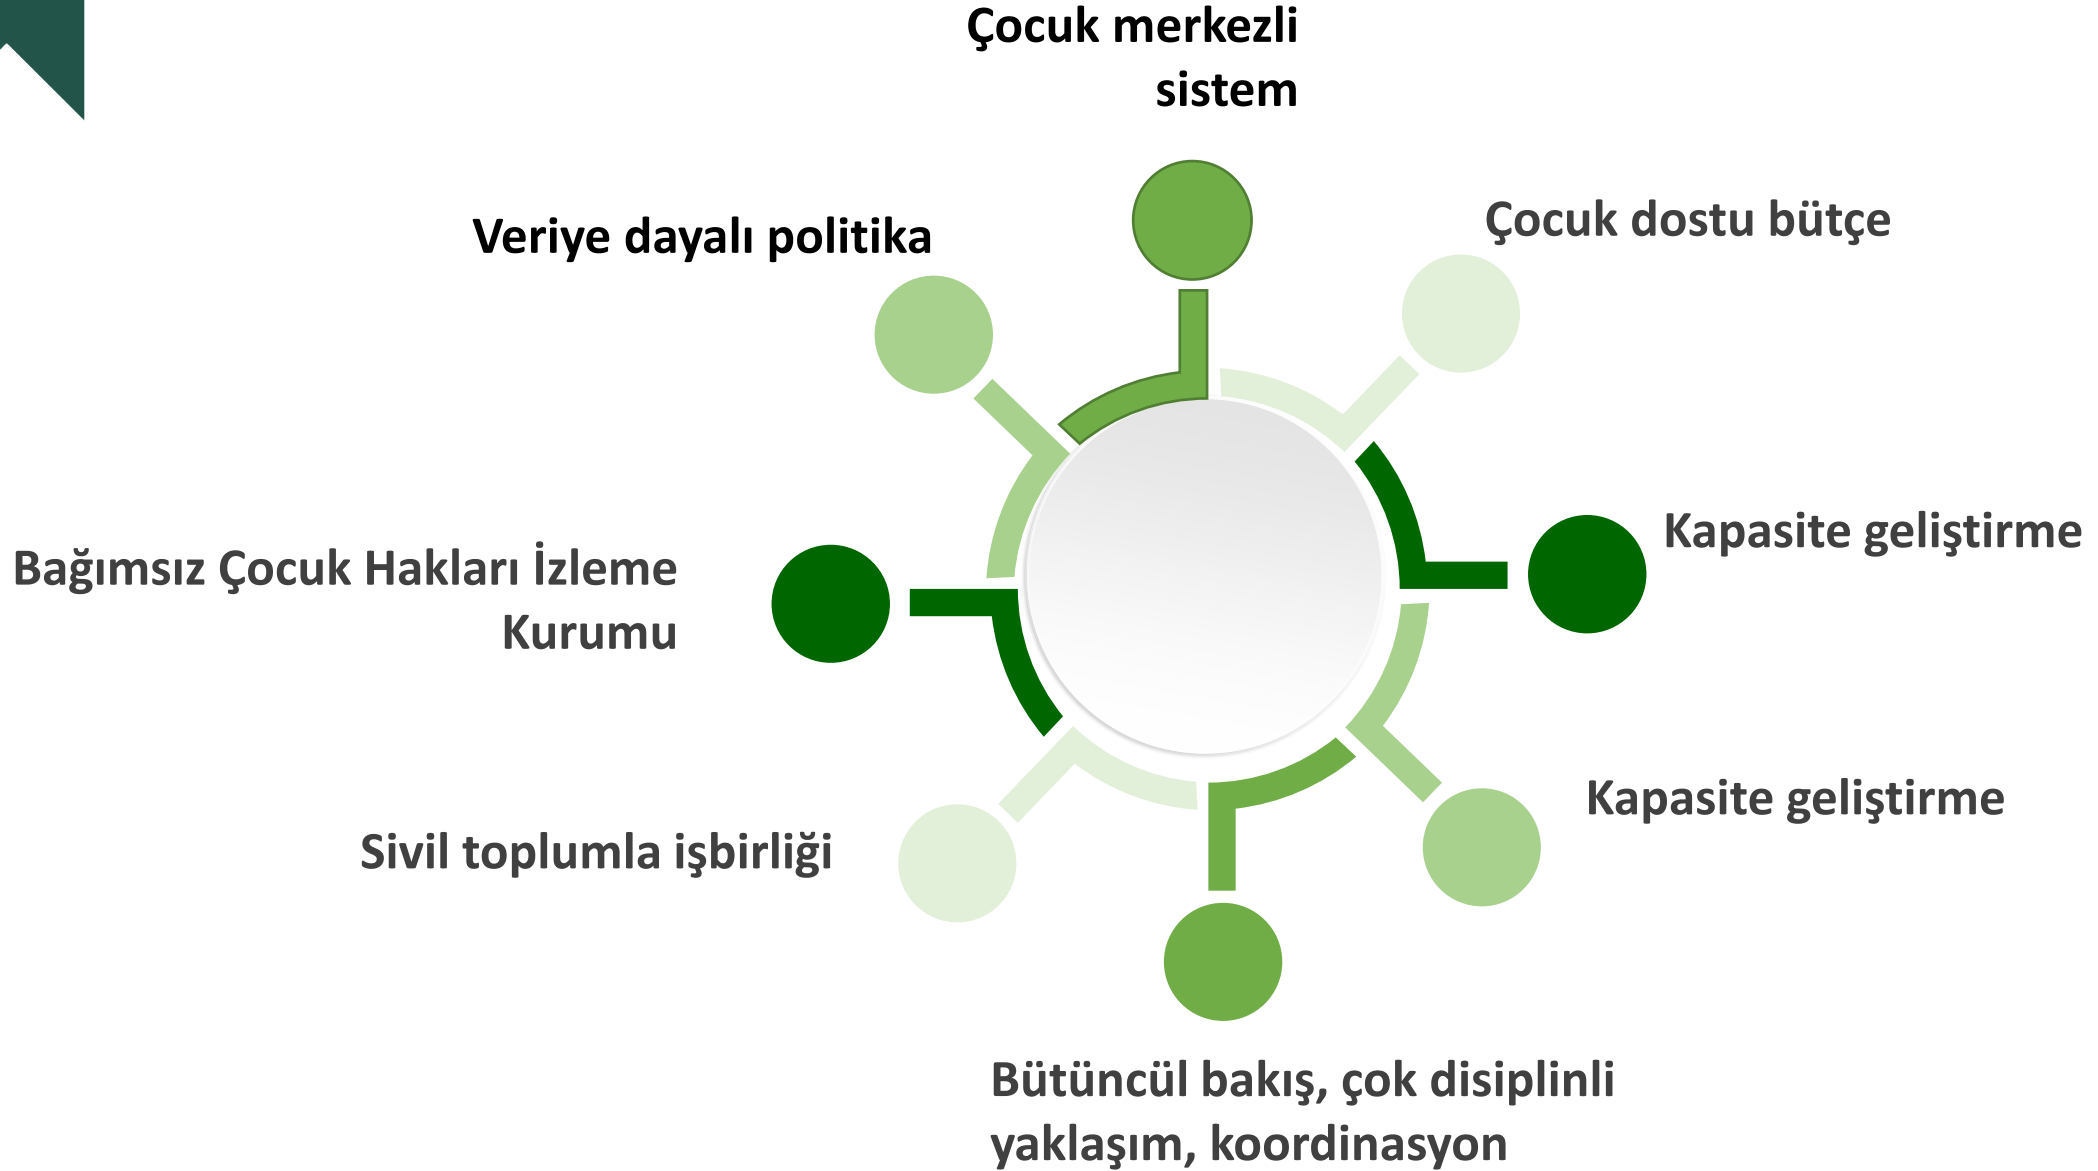 Çocuk merkezli
sistem
Çocuk dostu bütçe
Veriye dayalı politika
Kapasite geliştirme
Bağımsız Çocuk Hakları İzleme
Kurumu
Kapasite geliştirme
Sivil toplumla işbirliği
Bütüncül bakış, çok disiplinli
yaklaşım, koordinasyon